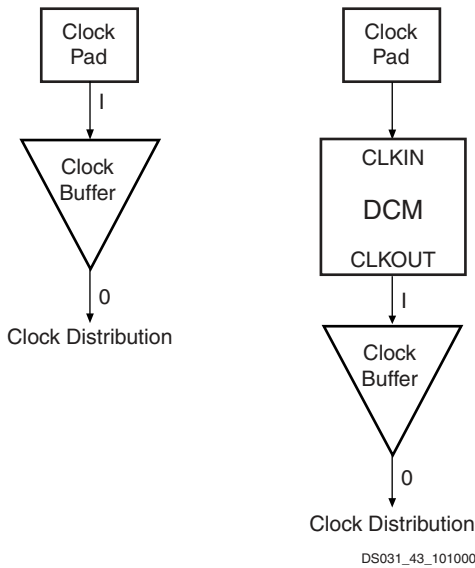 Clock
Pad
I
Clock
Buffer
0
Clock Distribution
Clock
Pad
CLKIN
DCM
CLKOUT
I
Clock
Buffer
0
Clock Distribution
DS031_43_101000